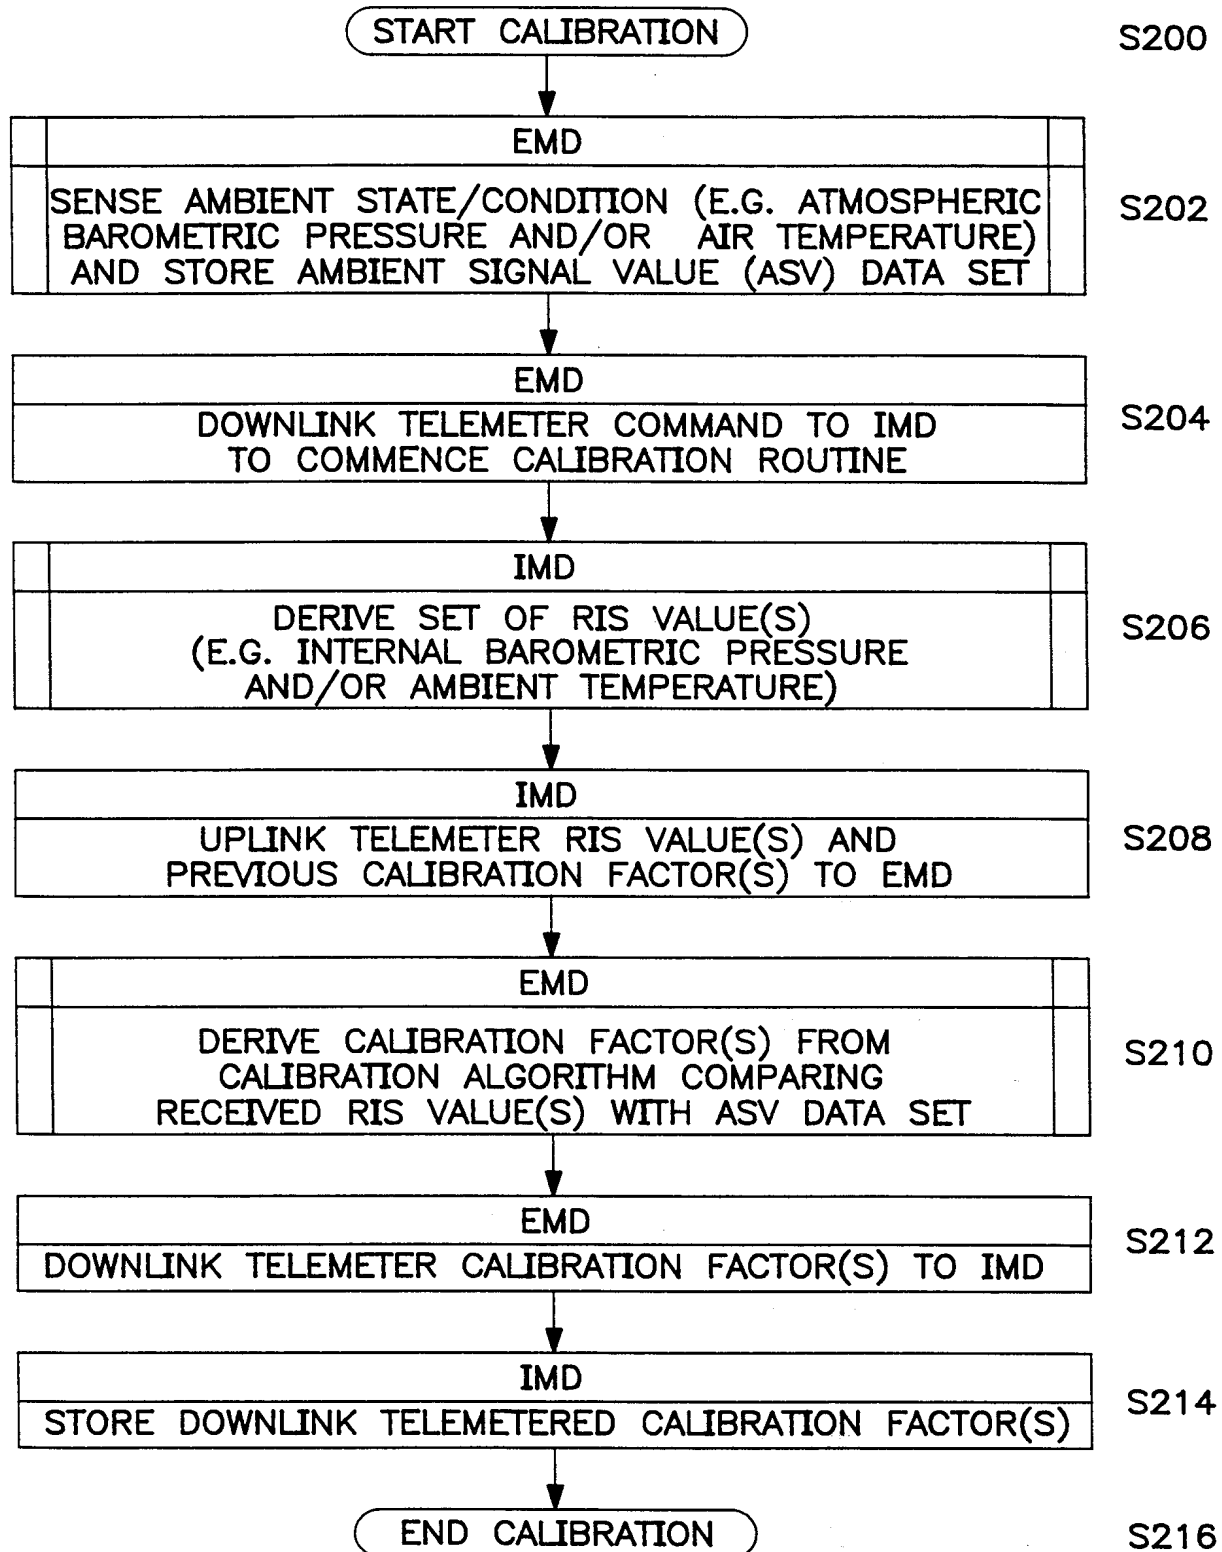 START CALIBRATION
S200
EMD
SENSE AMBIENT STATE/CONDITION (E.G. ATMOSPHERIC
BAROMETRIC PRESSURE AND/OR AIR TEMPERATURE)
AND STORE AMBIENT SIGNAL VALUE (ASV) DATA SET
S202
EMD
DOWNLINK TELEMETER COMMAND TO IMD
TO COMMENCE CALIBRATION ROUTINE
S204
IMD
DERIVE SET OF RIS VALUE(S)
(E.G. INTERNAL BAROMETRIC PRESSURE
AND/OR AMBIENT TEMPERATURE)
S206
IMD
UPLINK TELEMETER RIS VALUE(S) AND
PREVIOUS CALIBRATION FACTOR(S) TO EMD
S208
EMD
DERIVE CALIBRATION FACTOR(S) FROM
CALIBRATION ALGORITHM COMPARING
RECEIVED RIS VALUE(S) WITH ASV DATA SET
S210
EMD
DOWNLINK TELEMETER CALIBRATION FACTOR(S) TO IMD
S212
IMD
STORE DOWNLINK TELEMETERED CALIBRATION FACTOR(S)
S214
END CALIBRATION
S216